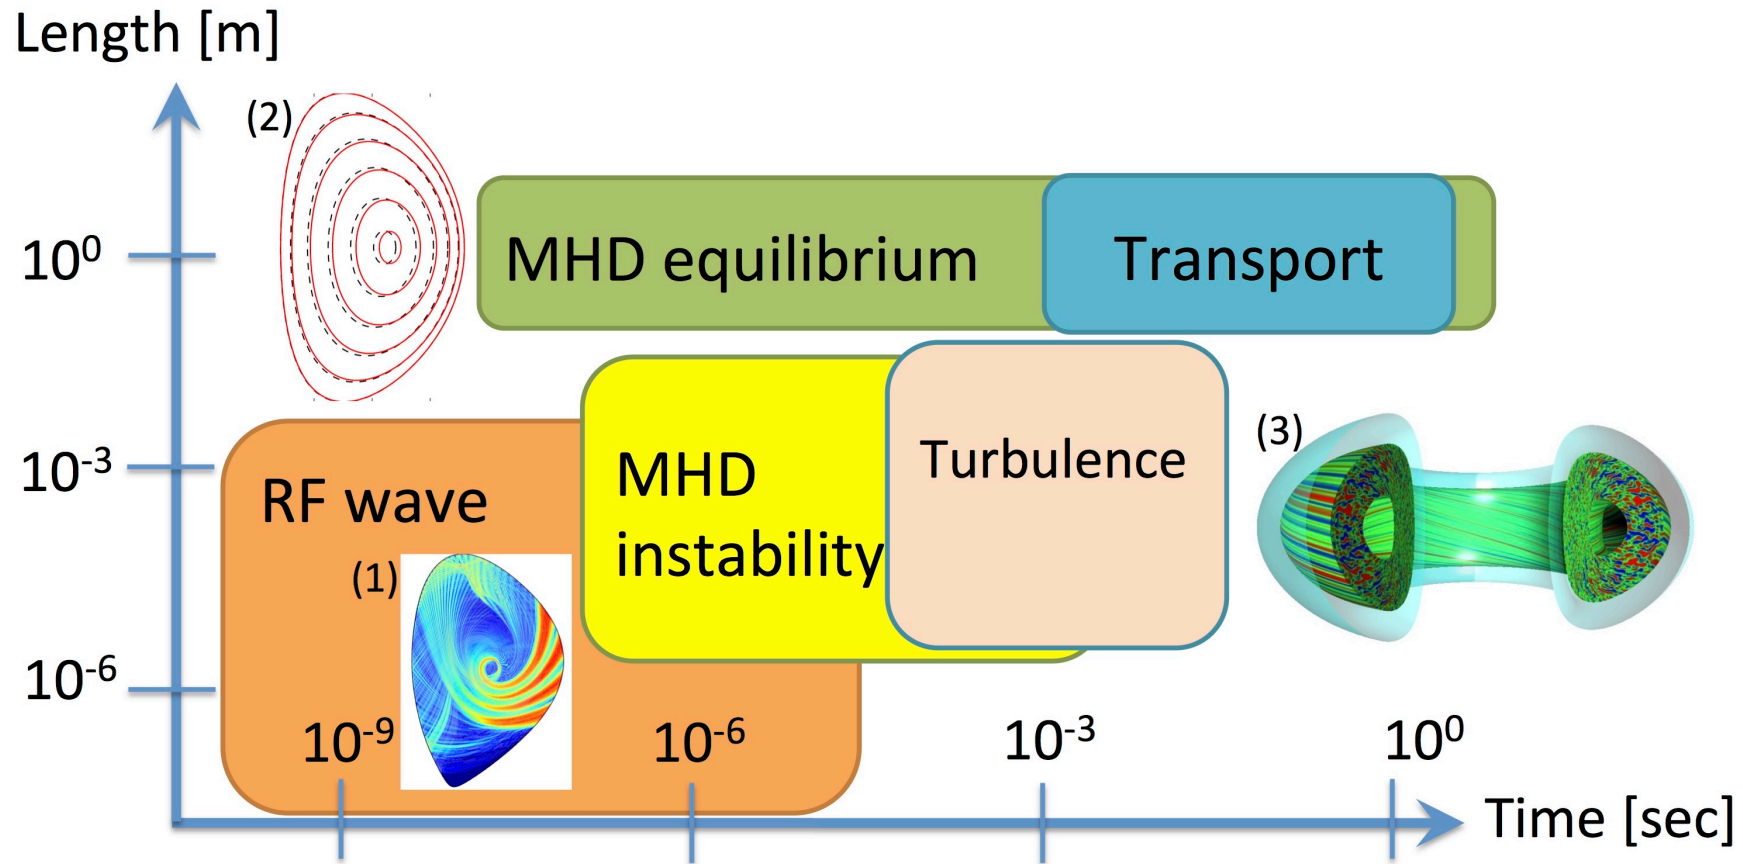 Length [m]
(2)
10⁰
MHD equilibrium
Transport
10⁻³
RF wave
MHD
instability
Turbulence
(3)
(1)
10⁻⁶
10⁻⁹
10⁻⁶
10⁻³
10⁰
Time [sec]